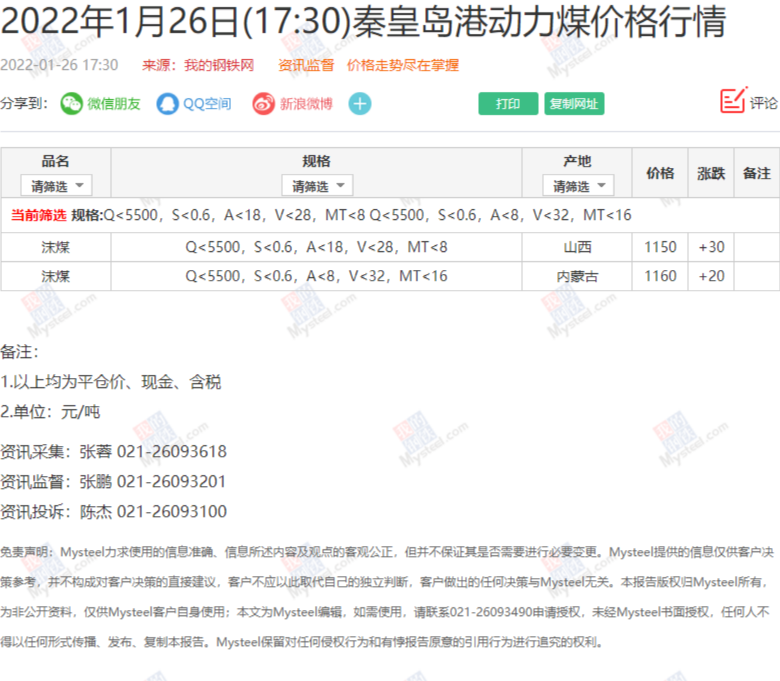 2022年1月26日(17:30)秦皇岛港动力煤价格行情
2022-01-26 17:30 来源：我的钢铁网 资讯监督 价格走势尽在掌握
分享到： 微信朋友 QQ空间 新浪微博 打印 复制网址 评论
品名 规格 产地 价格 涨跌 备注
请筛选 请筛选 请筛选
当前筛选 规格:Q<5500，S<0.6，A<18，V<28，MT<8 Q<5500，S<0.6，A<8，V<32，MT<16
沫煤 Q<5500，S<0.6，A<18，V<28，MT<8 山西 1150 +30
沫煤 Q<5500，S<0.6，A<8，V<32，MT<16 内蒙古 1160 +20
备注：
1.以上均为平仓价、现金、含税
2.单位：元/吨
资讯采集：张蓉 021-26093618
资讯监督：张鹏 021-26093201
资讯投诉：陈杰 021-26093100
免责声明：Mysteel力求使用的信息准确、信息所述内容及观点的客观公正，但并不保证其是否需要进行必要变更。Mysteel提供的信息仅供客户决
策参考，并不构成对客户决策的直接建议，客户不应以此取代自己的独立判断，客户做出的任何决策与Mysteel无关。本报告版权归Mysteel所有，
为非公开资料，仅供Mysteel客户自身使用；本文为Mysteel编辑，如需使用，请联系021-26093490申请授权，未经Mysteel书面授权，任何人不
得以任何形式传播、发布、复制本报告。Mysteel保留对任何侵权行为和有悖报告原意的引用行为进行追究的权利。